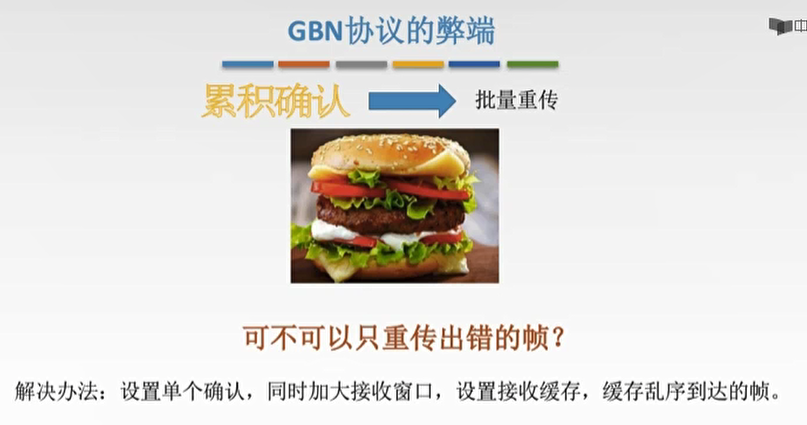 GBN协议的弊端
累积确认
批量重传
可不可以只重传出错的帧？
解决办法：设置单个确认，同时加大接收窗口，设置接收缓存，缓存乱序到达的帧。